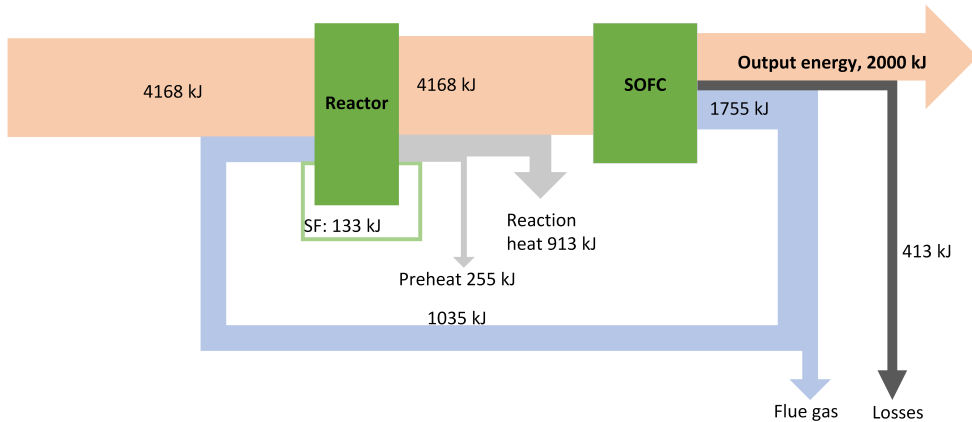 Output energy, 2000 kJ
4168 kJ
4168 kJ
SOFC
Reactor
1755 kJ
SF: 133 kJ
Reaction
heat 913 kJ
413 kJ
Preheat 255 kJ
1035 kJ
Flue gas
Losses